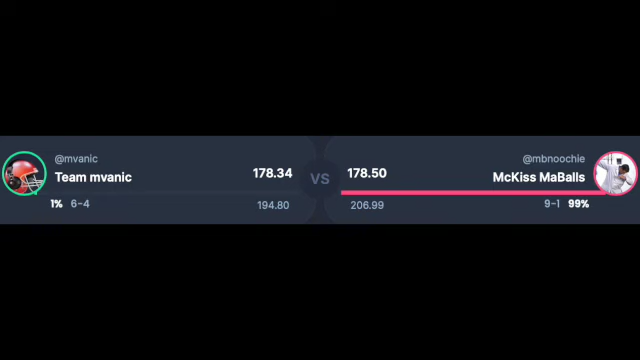 @mvanic
Team mvanic
178.34
1% 6-4
194.80
VS
@mbnoochie
178.50
McKiss MaBalls
206.99
9-1 99%